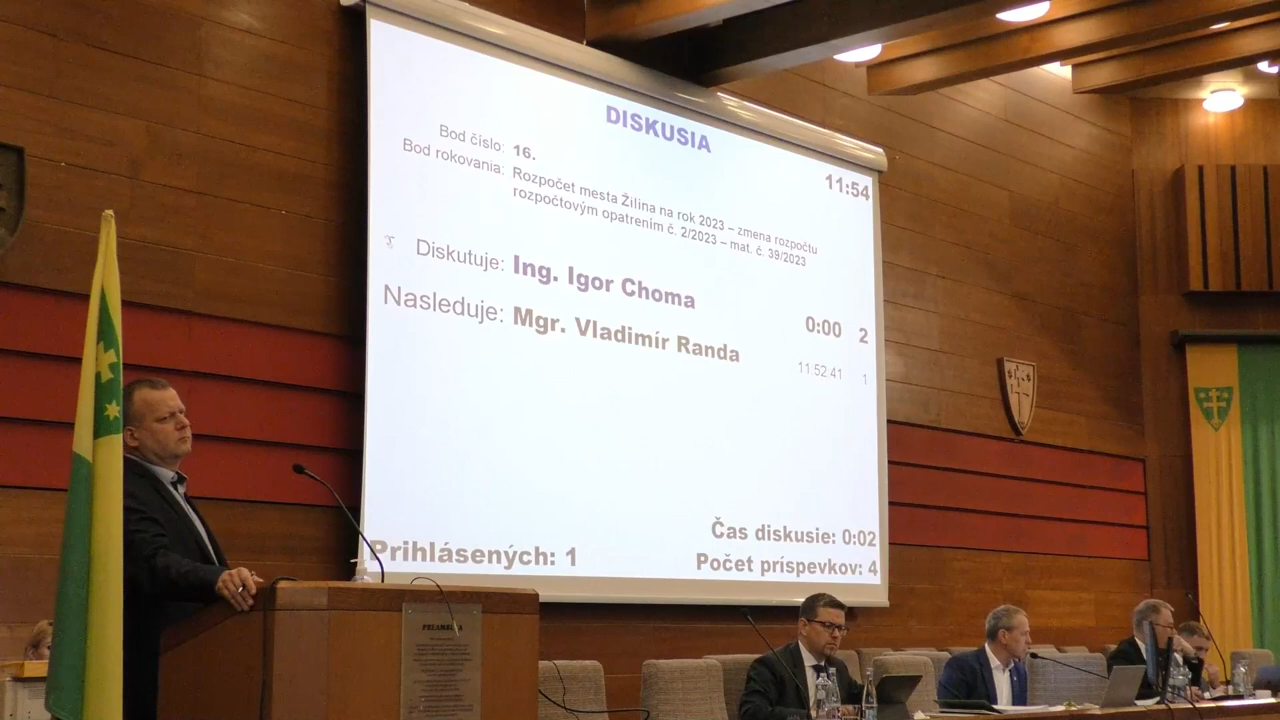 DISKUSIA
11:54
Bod číslo: 16.
Bod rokovania: Rozpočet mesta Žilina na rok 2023 – zmena rozpočtu
rozpočtovým opatrením č. 2/2023 – mat. č. 39/2023
Diskutuje: Ing. Igor Choma 0:00 2
Nasleduje: Mgr. Vladimír Randa 11:52:41 1
Čas diskusie: 0:02
Prihlásených: 1 Počet príspevkov: 4
PREAMBULA